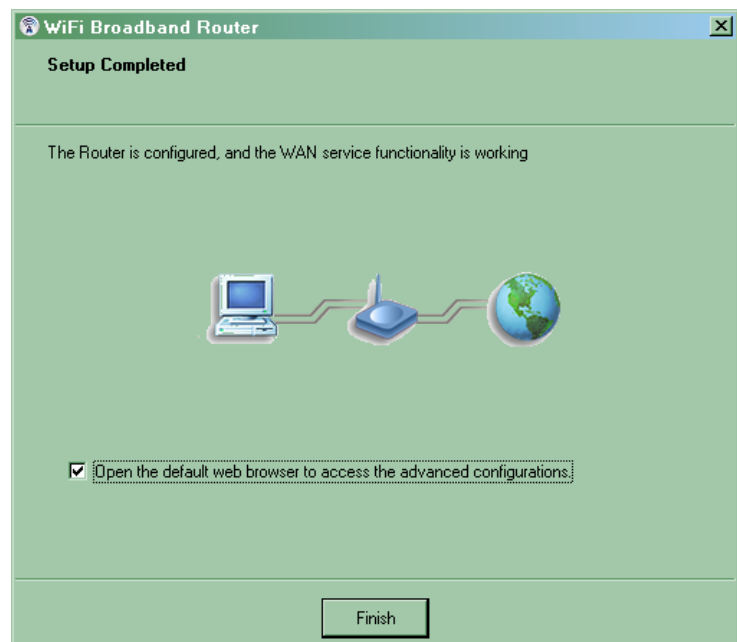 WiFi Broadband Router
Setup Completed
The Router is configured, and the WAN service functionality is working
Open the default web browser to access the advanced configurations.
Finish